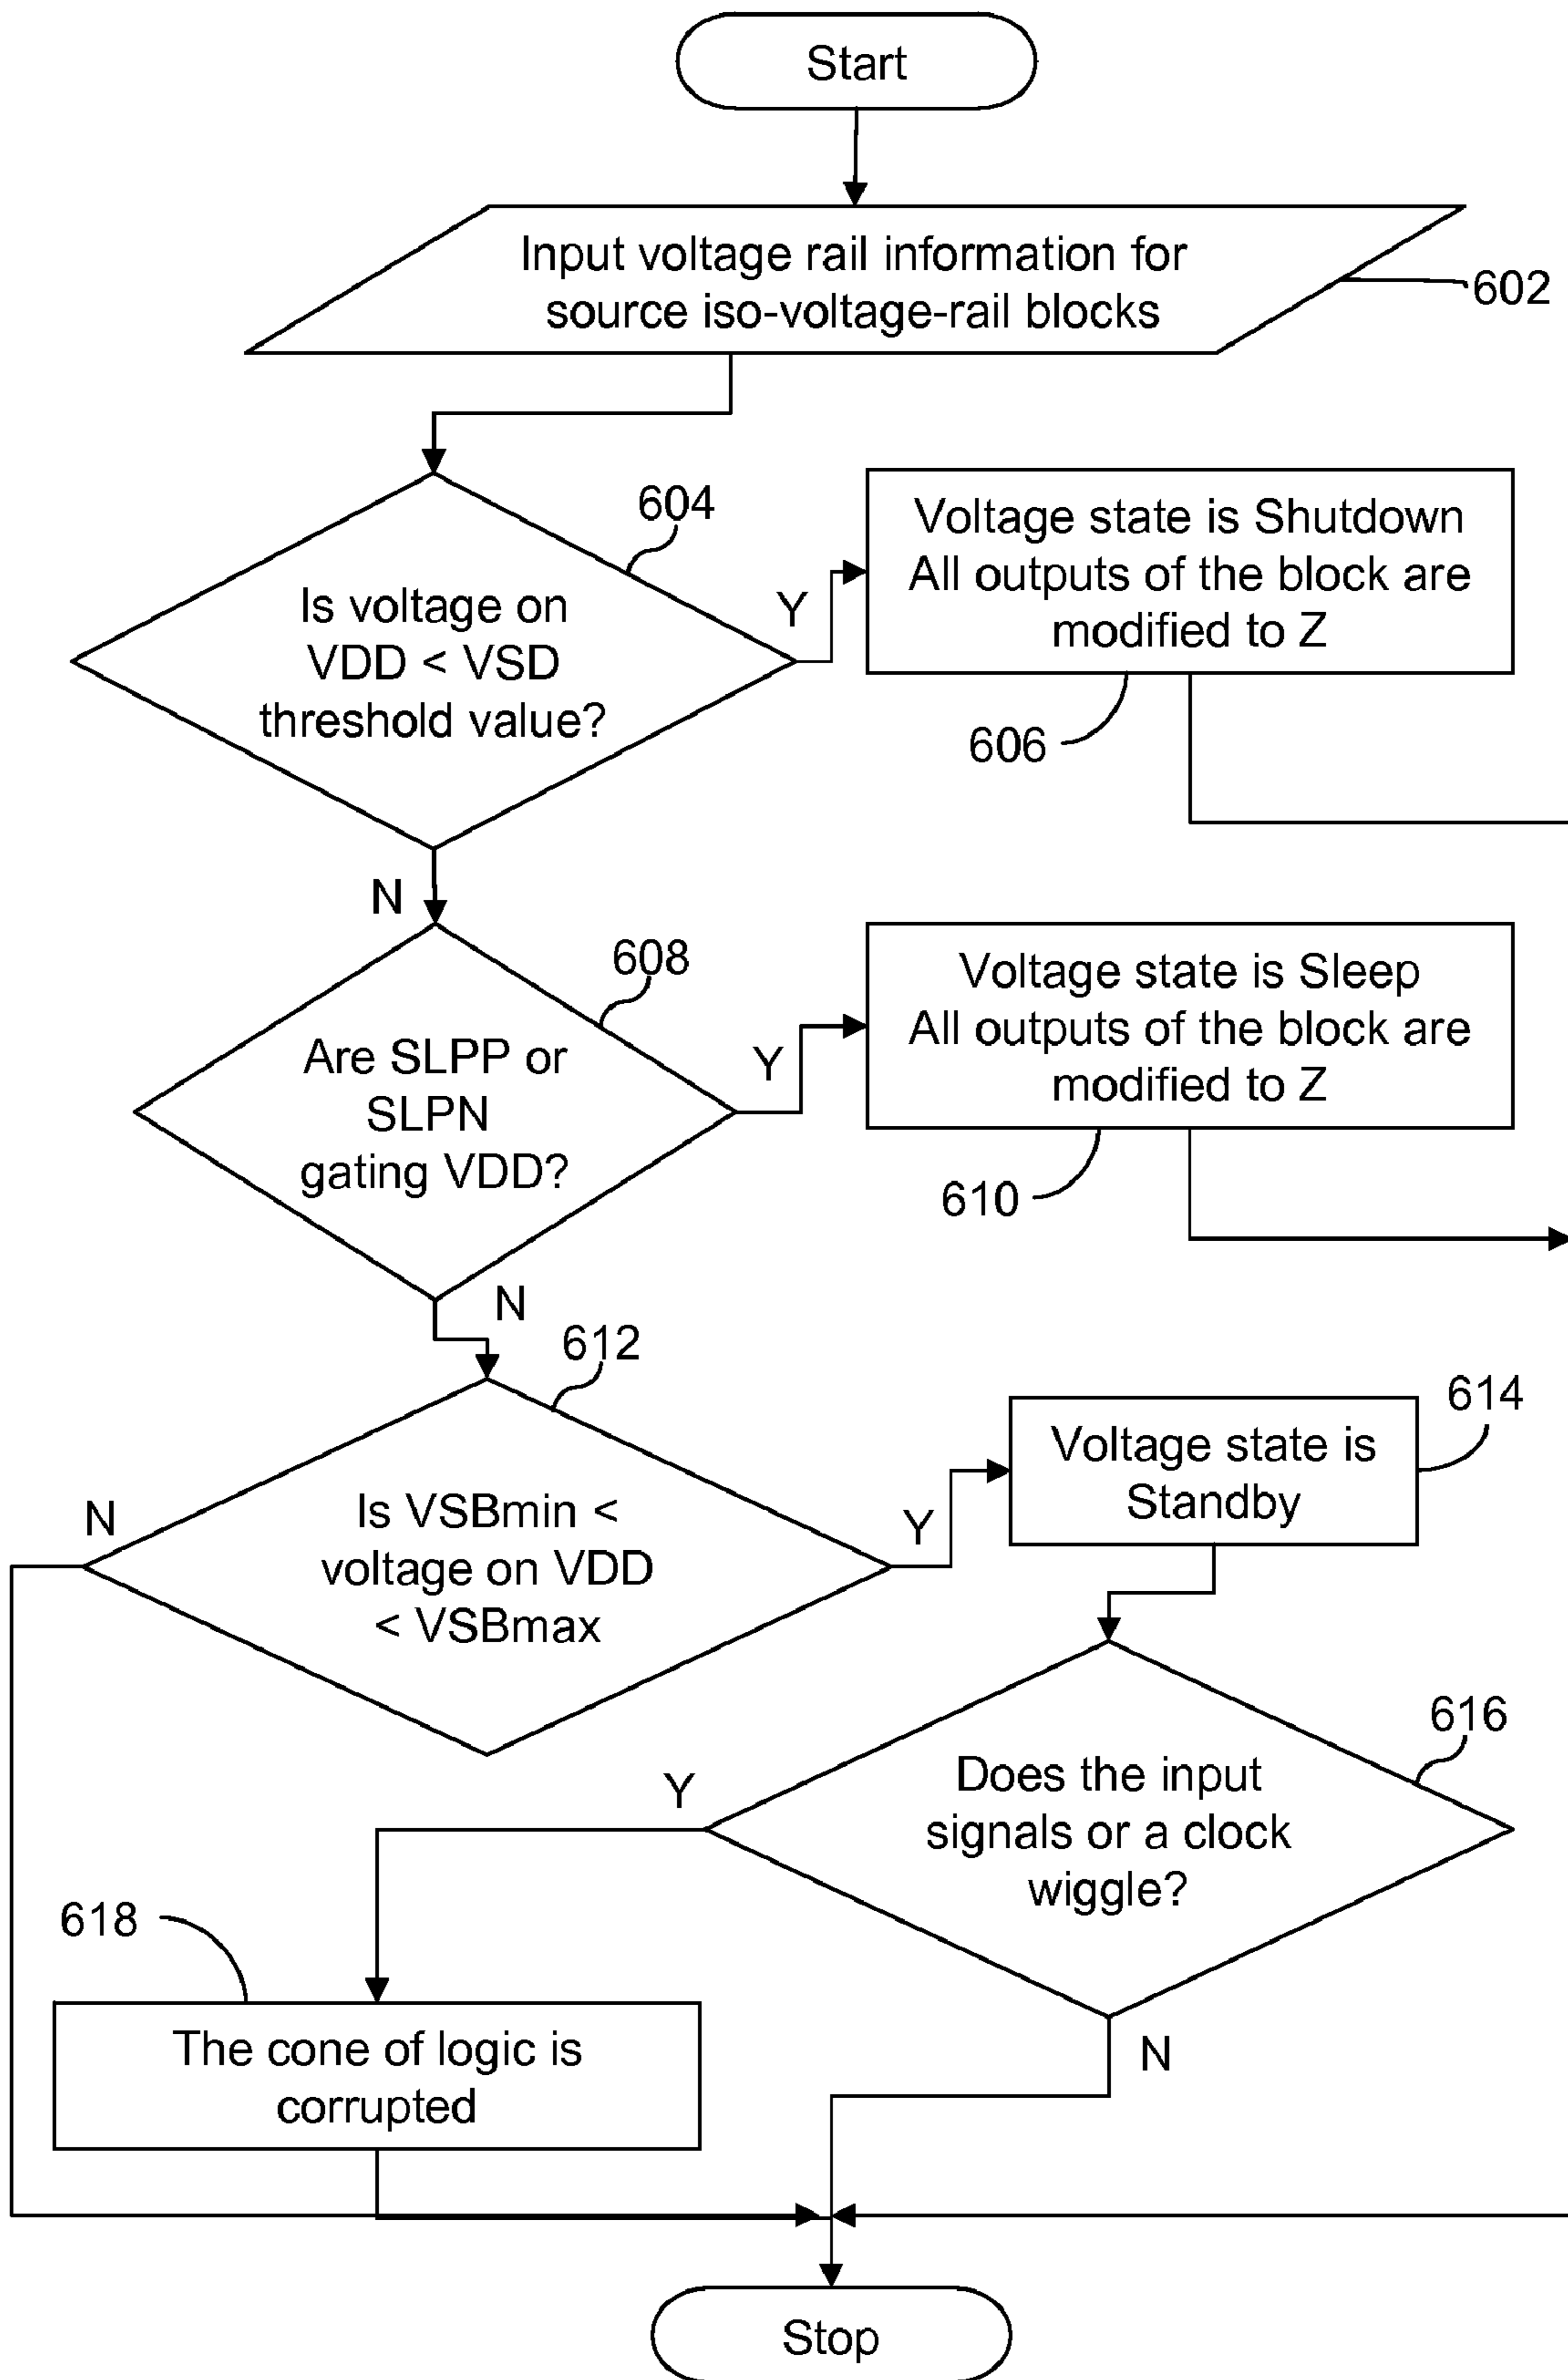 Start
Input voltage rail information for
source iso-voltage-rail blocks
602
604
Is voltage on
VDD < VSD
threshold value?
Y
Voltage state is Shutdown
All outputs of the block are
modified to Z
606
N
608
Are SLPP or
SLPN
gating VDD?
Y
Voltage state is Sleep
All outputs of the block are
modified to Z
610
N
612
Is VSBmin <
voltage on VDD
< VSBmax
N
Y
Voltage state is
Standby
614
616
Does the input
signals or a clock
wiggle?
Y
618
The cone of logic is
corrupted
N
Stop